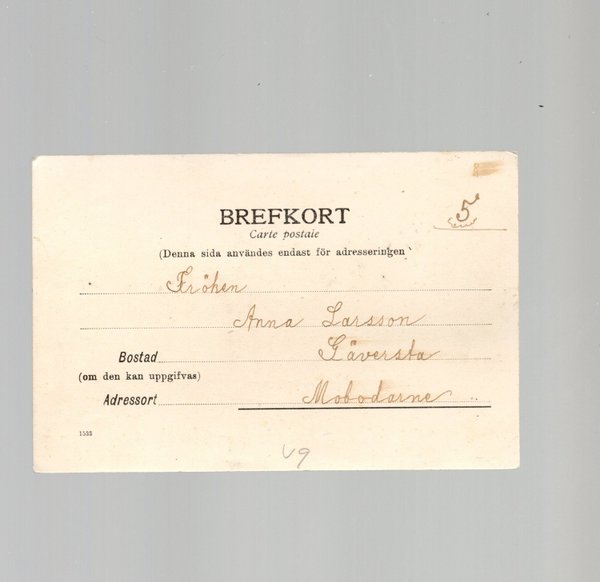 5
BREFKORT
Carte postale
(Denna sida användes endast för adresseringen
Fröken
Anna Larsson
Bostad Gäversta
(om den kan uppgifvas)
Adressort Mobodarne
1533
V9